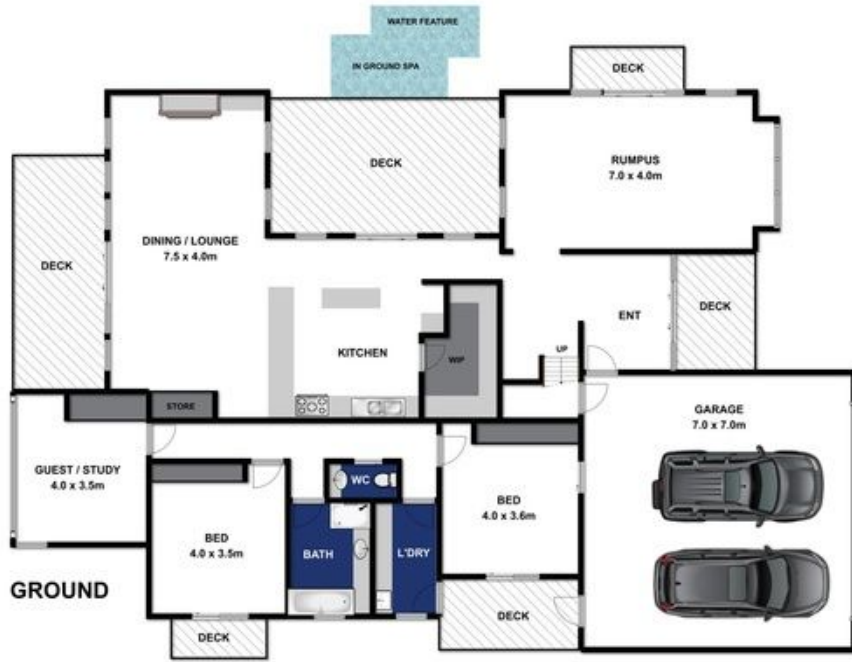 WATER FEATURE
IN GROUND SPA
DECK
DECK
RUMPUS
7.0 x 4.0m
DINING / LOUNGE
7.5 x 4.0m
DECK
DECK
ENT
KITCHEN
WIP
UP
STORE
GARAGE
7.0 x 7.0m
GUEST / STUDY
4.0 x 3.5m
WC
BED
4.0 x 3.6m
BED
4.0 x 3.5m
BATH
L'DRY
GROUND
DECK
DECK